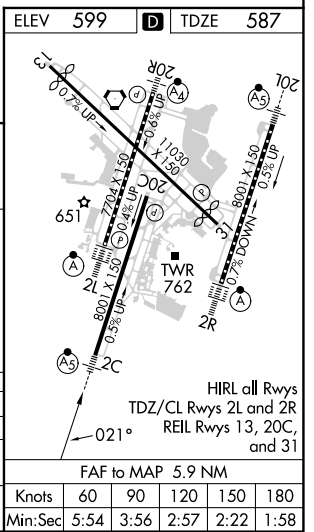 ELEV 599 D TDZE 587
13
20R
A4
P
20L
A5
0.7% UP
0.6% UP
11030 X 150
20C
P
7704 X 150
0.4% UP
651
P
P
8001 X 150
0.5% UP
31
A
2L
TWR
762
0.7% DOWN
8001 X 150
0.5% UP
A
2R
A5
2C
HIRL all Rwys
TDZ/CL Rwys 2L and 2R
REIL Rwys 13, 20C,
and 31
021°
FAF to MAP 5.9 NM
Knots 60 90 120 150 180
Min:Sec 5:54 3:56 2:57 2:22 1:58